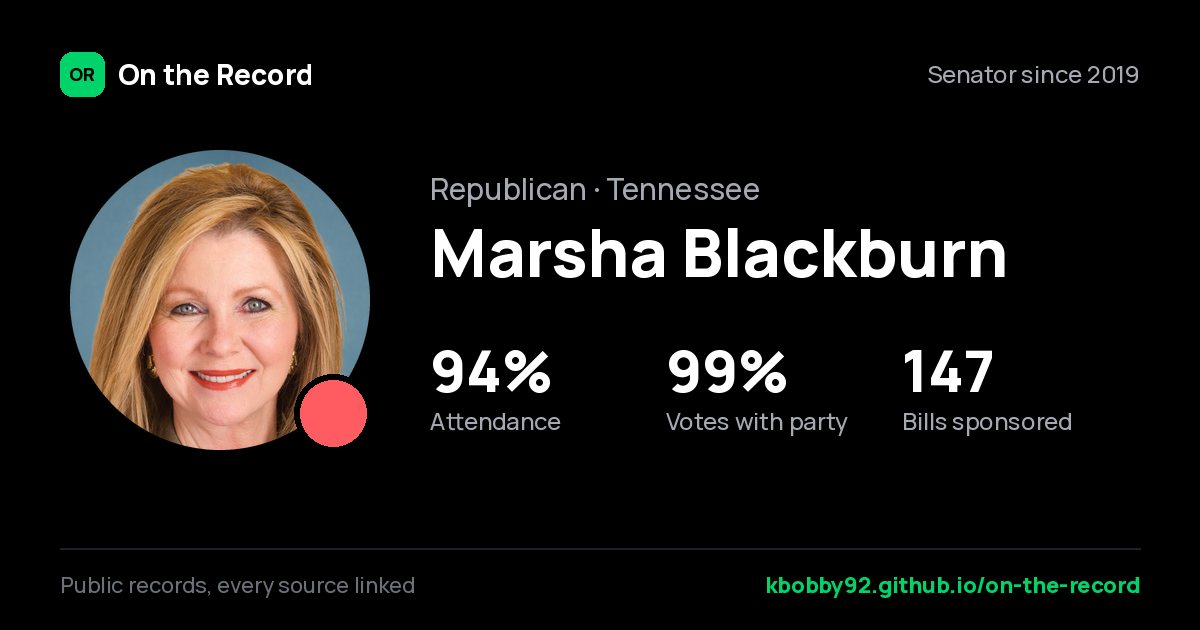 OR On the Record
Senator since 2019
Republican · Tennessee
Marsha Blackburn
94% 99% 147
Attendance Votes with party Bills sponsored
Public records, every source linked
kbobby92.github.io/on-the-record